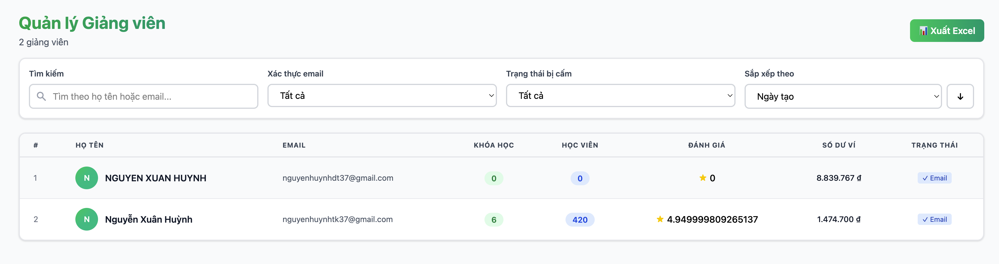 Quản lý Giảng viên
2 giảng viên
Xuất Excel
Tìm kiếm
Xác thực email
Trạng thái bị cấm
Sắp xếp theo
Tìm theo họ tên hoặc email...
Tất cả
Tất cả
Ngày tạo
# HỌ TÊN EMAIL KHÓA HỌC HỌC VIÊN ĐÁNH GIÁ SỐ DƯ VÍ TRẠNG THÁI
1 N NGUYEN XUAN HUYNH nguyenhuynhdt37@gmail.com 0 0 ⭐ 0 8.839.767 ₫ ✓ Email
2 N Nguyễn Xuân Huỳnh nguyenhuynhtk37@gmail.com 6 420 ⭐ 4.949999809265137 1.474.700 ₫ ✓ Email